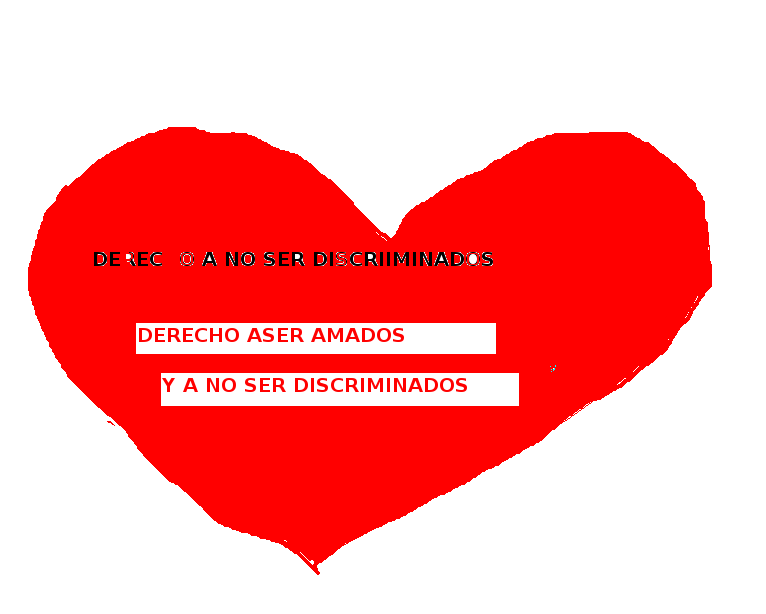 DERECHO A NO SER DISCRIIMINADOS
DERECHO ASER AMADOS
Y A NO SER DISCRIMINADOS